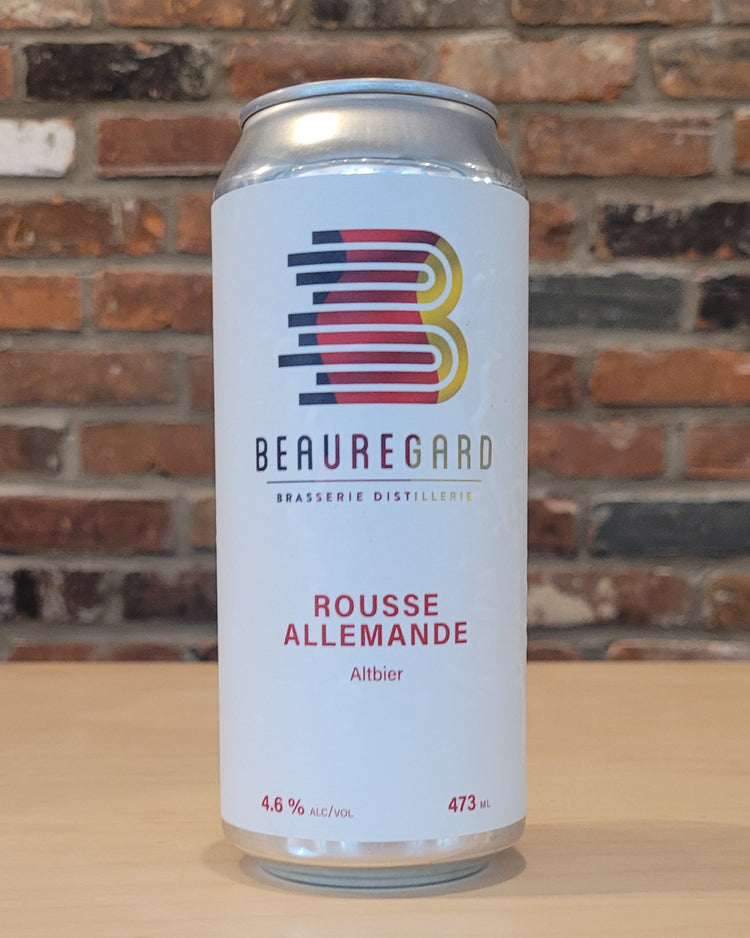 B
BEAUREGARD
BRASSERIE DISTILLERIE
ROUSSE
ALLEMANDE
Altbier
4.6 % ALC/VOL 473 ML